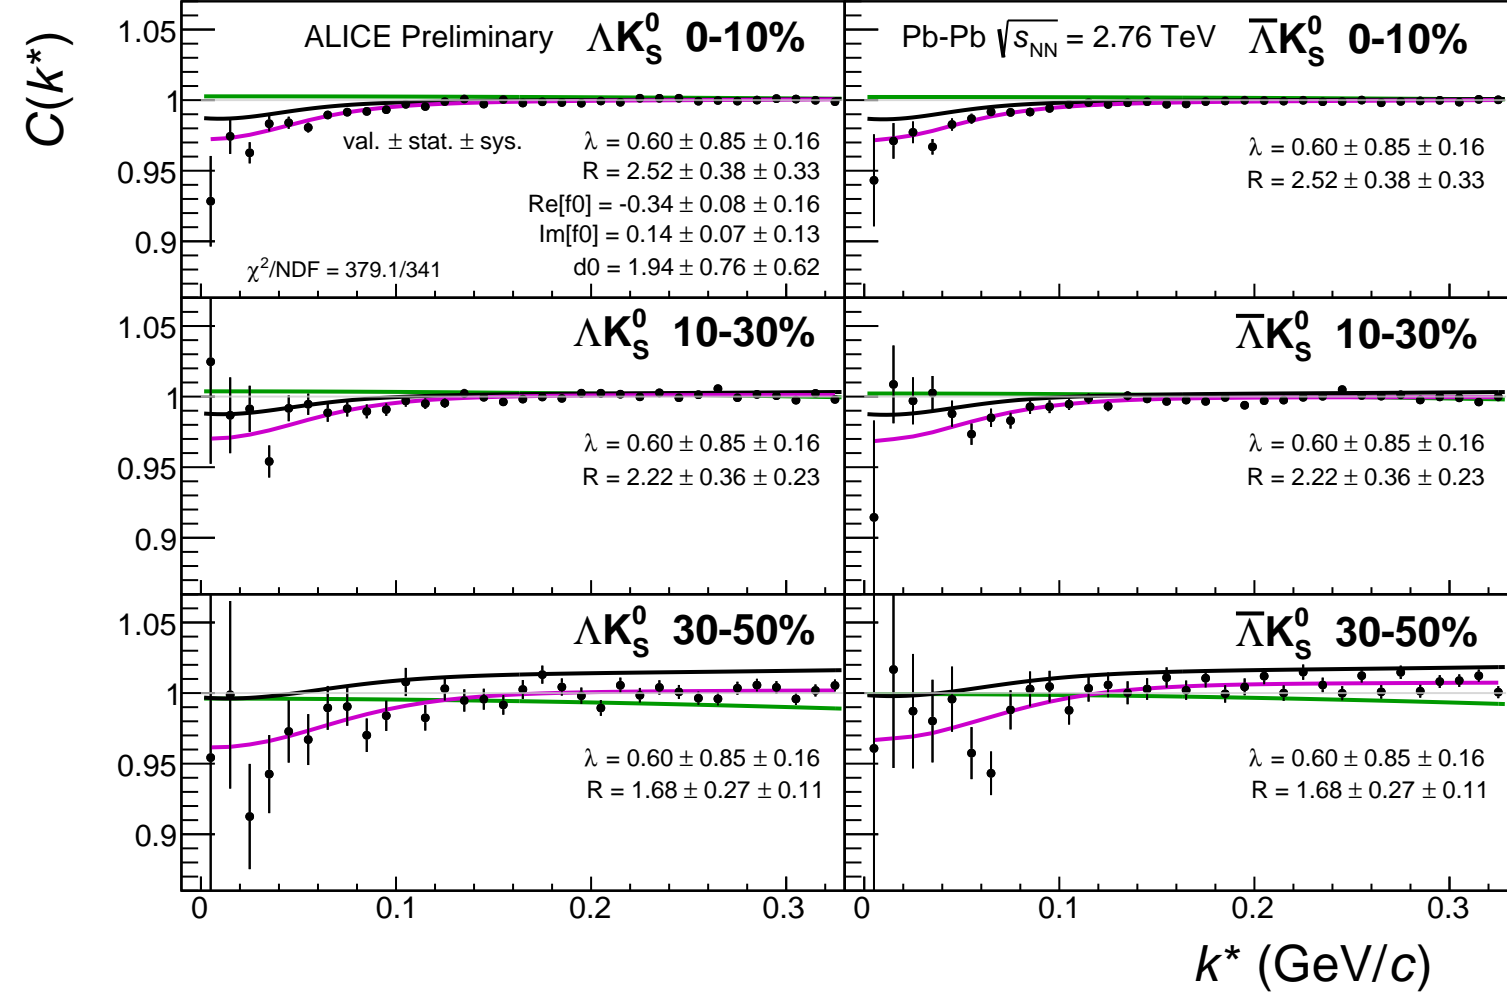 C(k*)
1.05
1
0.95
0.9
ALICE Preliminary ΛK⁰S 0-10%
val. ± stat. ± sys.
λ = 0.60 ± 0.85 ± 0.16
R = 2.52 ± 0.38 ± 0.33
Re[f0] = -0.34 ± 0.08 ± 0.16
Im[f0] = 0.14 ± 0.07 ± 0.13
χ²/NDF = 379.1/341
d0 = 1.94 ± 0.76 ± 0.62
Pb-Pb √sNN = 2.76 TeV Λ̅K⁰S 0-10%
λ = 0.60 ± 0.85 ± 0.16
R = 2.52 ± 0.38 ± 0.33
1.05
1
0.95
0.9
ΛK⁰S 10-30%
λ = 0.60 ± 0.85 ± 0.16
R = 2.22 ± 0.36 ± 0.23
Λ̅K⁰S 10-30%
λ = 0.60 ± 0.85 ± 0.16
R = 2.22 ± 0.36 ± 0.23
1.05
1
0.95
0.9
ΛK⁰S 30-50%
λ = 0.60 ± 0.85 ± 0.16
R = 1.68 ± 0.27 ± 0.11
Λ̅K⁰S 30-50%
λ = 0.60 ± 0.85 ± 0.16
R = 1.68 ± 0.27 ± 0.11
0 0.1 0.2 0.3 0 0.1 0.2 0.3
k* (GeV/c)